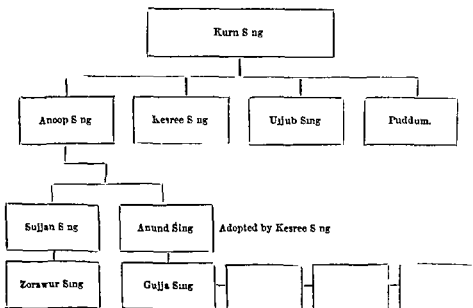 Kurn S ng
Anoop S ng
Kesree S ng
Ujjub Sing
Puddum.
Sujjan S ng
Anund Sing
Adopted by Kesree S ng
Zorawur Sing
Gujja Sing